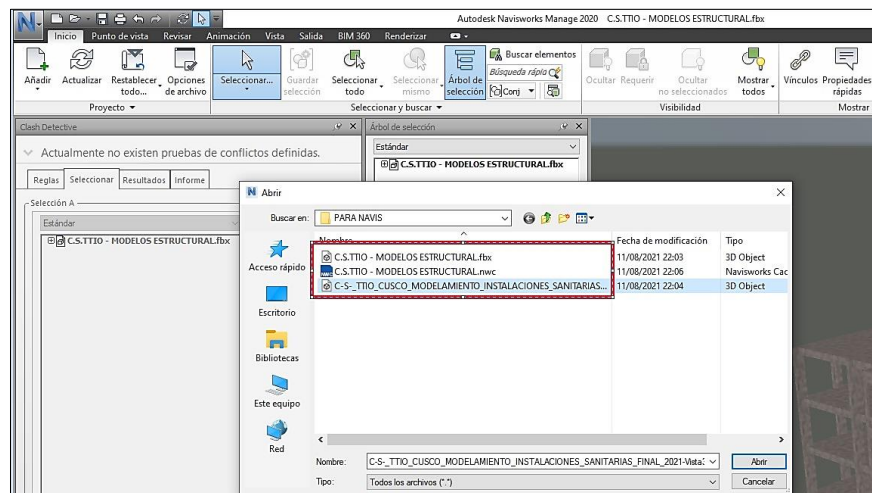 Autodesk Navisworks Manage 2020 C.S.TTIO - MODELOS ESTRUCTURAL.fbx
Inicio Punto de vista Revisar Animación Vista Salida BIM 360 Renderizar
Añadir
Actualizar
Restablecer todo...
Opciones de archivo
Seleccionar...
Guardar selección
Seleccionar todo
Seleccionar mismo
Árbol de selección
Buscar elementos
Búsqueda rápia
Conj
Ocultar
Requerir
Ocultar no seleccionados
Mostrar todos
Vínculos
Propiedades rápidas
Proyecto
Seleccionar y buscar
Visibilidad
Mostrar
Clash Detective
Actualmente no existen pruebas de conflictos definidas.
Reglas Seleccionar Resultados Informe
Selección A
Estándar
C.S.TTIO - MODELOS ESTRUCTURAL.fbx
Árbol de selección
Estándar
C.S.TTIO - MODELOS ESTRUCTURAL.fbx
Abrir
Buscar en: PARA NAVIS
Nombre Fecha de modificación Tipo
C.S.TTIO - MODELOS ESTRUCTURAL.fbx 11/08/2021 22:03 3D Object
C.S.TTIO - MODELOS ESTRUCTURAL.nwc 11/08/2021 22:06 Navisworks Cac
C-S-_TTIO_CUSCO_MODELAMIENTO_INSTALACIONES_SANITARIAS... 11/08/2021 22:04 3D Object
Acceso rápido
Escritorio
Bibliotecas
Este equipo
Red
Nombre: C-S-_TTIO_CUSCO_MODELAMIENTO_INSTALACIONES_SANITARIAS_FINAL_2021-Vista Abrir
Tipo: Todos los archivos (*.*) Cancelar